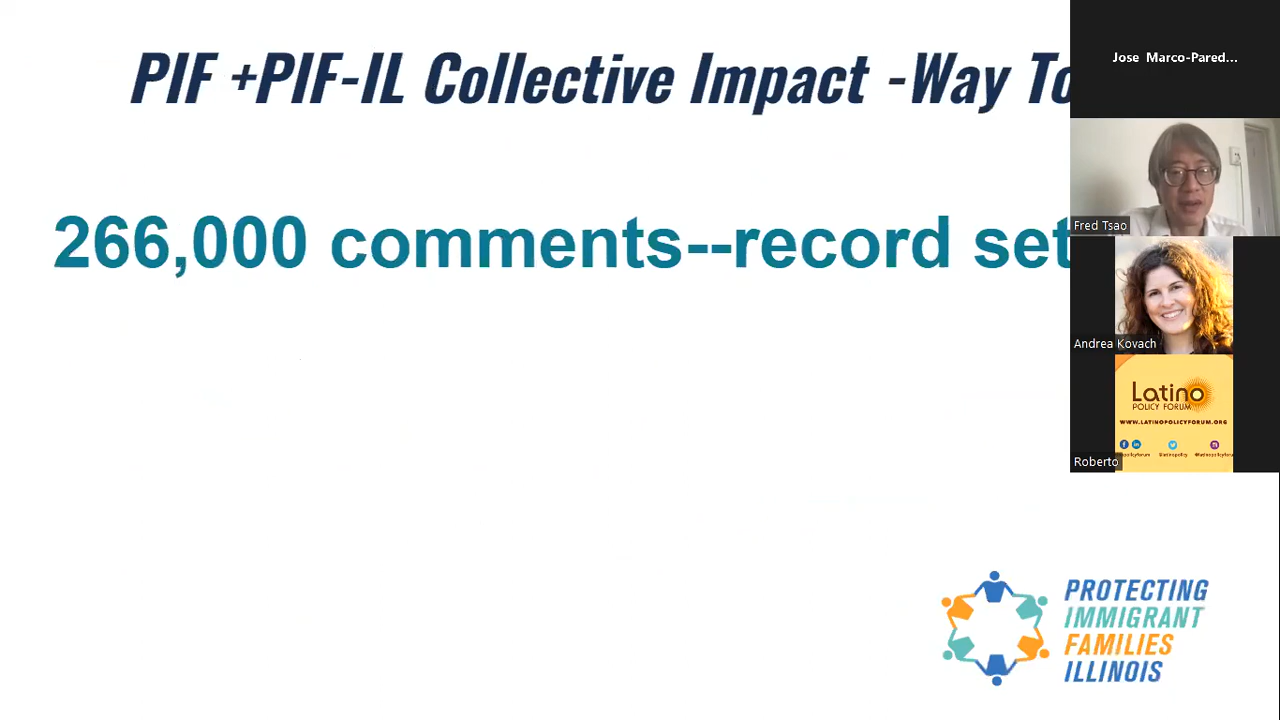 PIF +PIF-IL Collective Impact -Way To
266,000 comments--record set
Jose Marco-Pared...
Fred Tsao
Andrea Kovach
Latino
POLICY FORUM
WWW.LATINOPOLICYFORUM.ORG
Roberto
PROTECTING
IMMIGRANT
FAMILIES
ILLINOIS